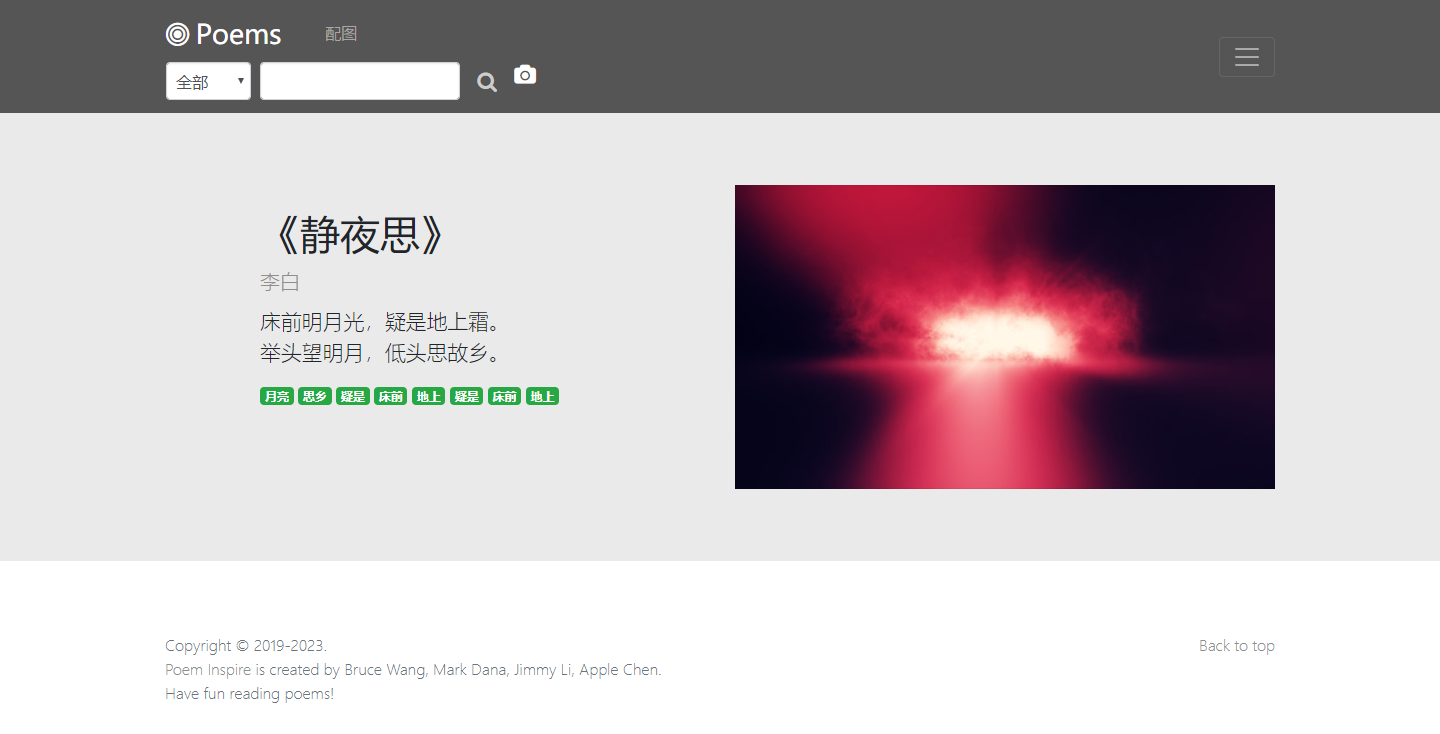 Poems
配图
全部
《静夜思》
李白
床前明月光，疑是地上霜。
举头望明月，低头思故乡。
月亮 思乡 疑是 床前 地上 疑是 床前 地上
Copyright © 2019-2023.
Back to top
Poem Inspire is created by Bruce Wang, Mark Dana, Jimmy Li, Apple Chen.
Have fun reading poems!